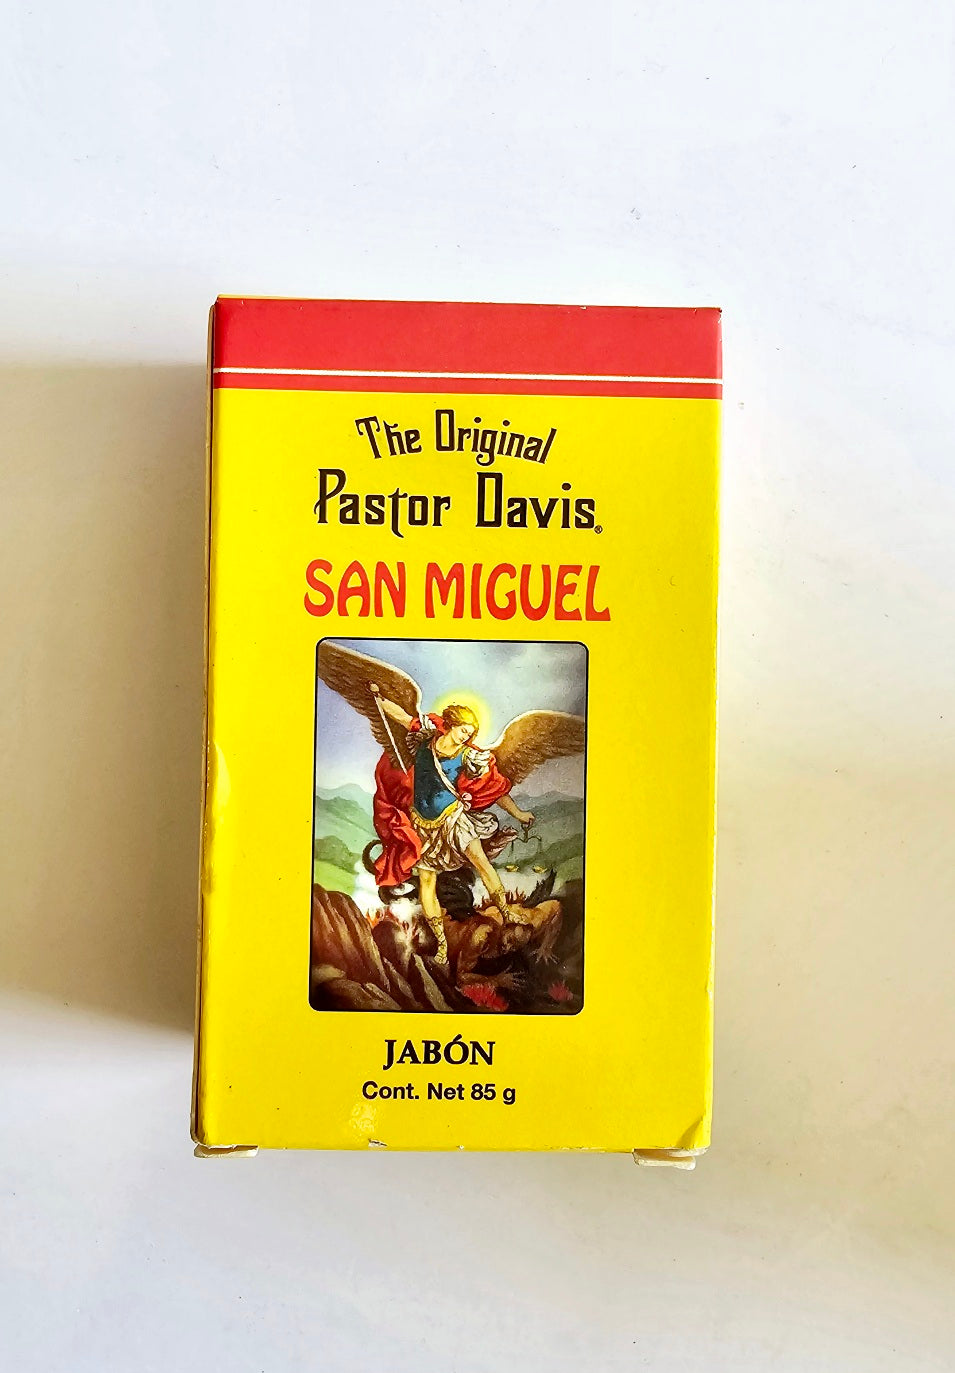 The Original
Pastor Davis®
SAN MIGUEL
JABÓN
Cont. Net 85 g